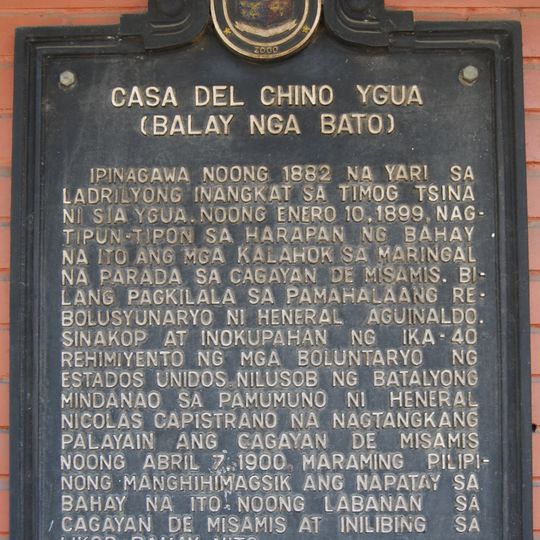 2000
CASA DEL CHINO YGUA
(BALAY NGA BATO)
IPINAGAWA NOONG 1882 NA YARI SA
LADRILYONG INANGKAT SA TIMOG TSINA
NI SIA YGUA. NOONG ENERO 10, 1899, NAG-
TIPUN-TIPON SA HARAPAN NG BAHAY
NA ITO ANG MGA KALAHOK SA MARINGAL
NA PARADA SA CAGAYAN DE MISAMIS. BI-
LANG PAGKILALA SA PAMAHALAANG RE-
BOLUSYUNARYO NI HENERAL AGUINALDO.
SINAKOP AT INOKUPAHAN NG IKA-40
REHIMIYENTO NG MGA BOLUNTARYO NG
ESTADOS UNIDOS. NILUSOB NG BATALYONG
MINDANAO SA PAMUMUNO NI HENERAL
NICOLAS CAPISTRANO NA NAGTANGKANG
PALAYAIN ANG CAGAYAN DE MISAMIS
NOONG ABRIL 7, 1900. MARAMING PILIPI-
NONG MANGHIHIMAGSIK ANG NAPATAY SA
BAHAY NA ITO NOONG LABANAN SA
CAGAYAN DE MISAMIS AT INILIBING SA